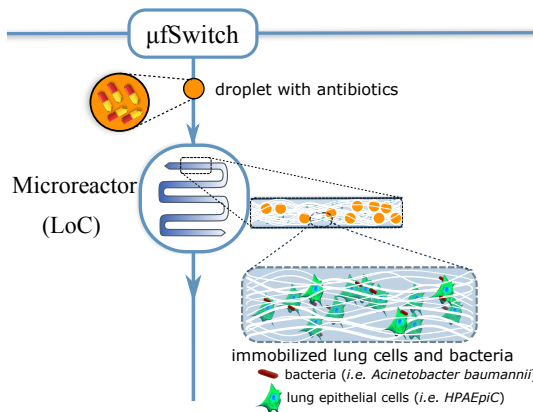 µfSwitch
droplet with antibiotics
Microreactor
(LoC)
immobilized lung cells and bacteria
bacteria (i.e. Acinetobacter baumannii)
lung epithelial cells (i.e. HPAEpiC)